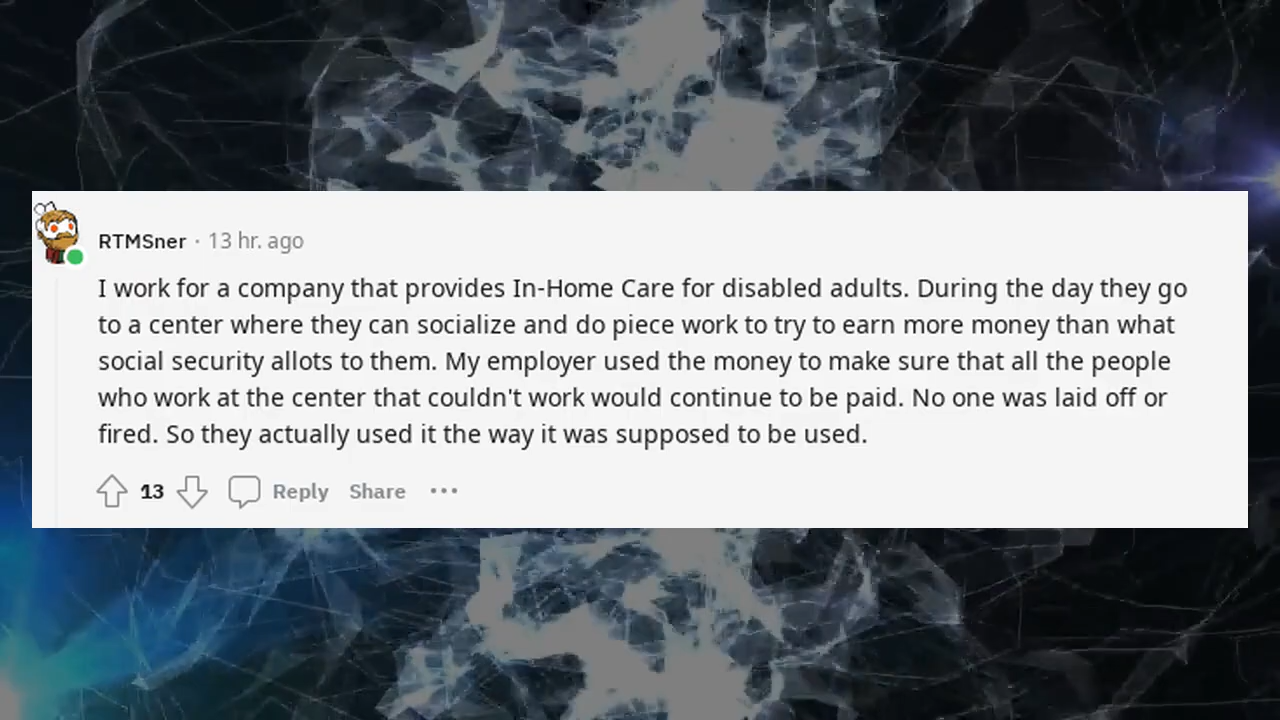 RTMSner · 13 hr. ago
I work for a company that provides In-Home Care for disabled adults. During the day they go
to a center where they can socialize and do piece work to try to earn more money than what
social security allots to them. My employer used the money to make sure that all the people
who work at the center that couldn't work would continue to be paid. No one was laid off or
fired. So they actually used it the way it was supposed to be used.
13 Reply Share ···